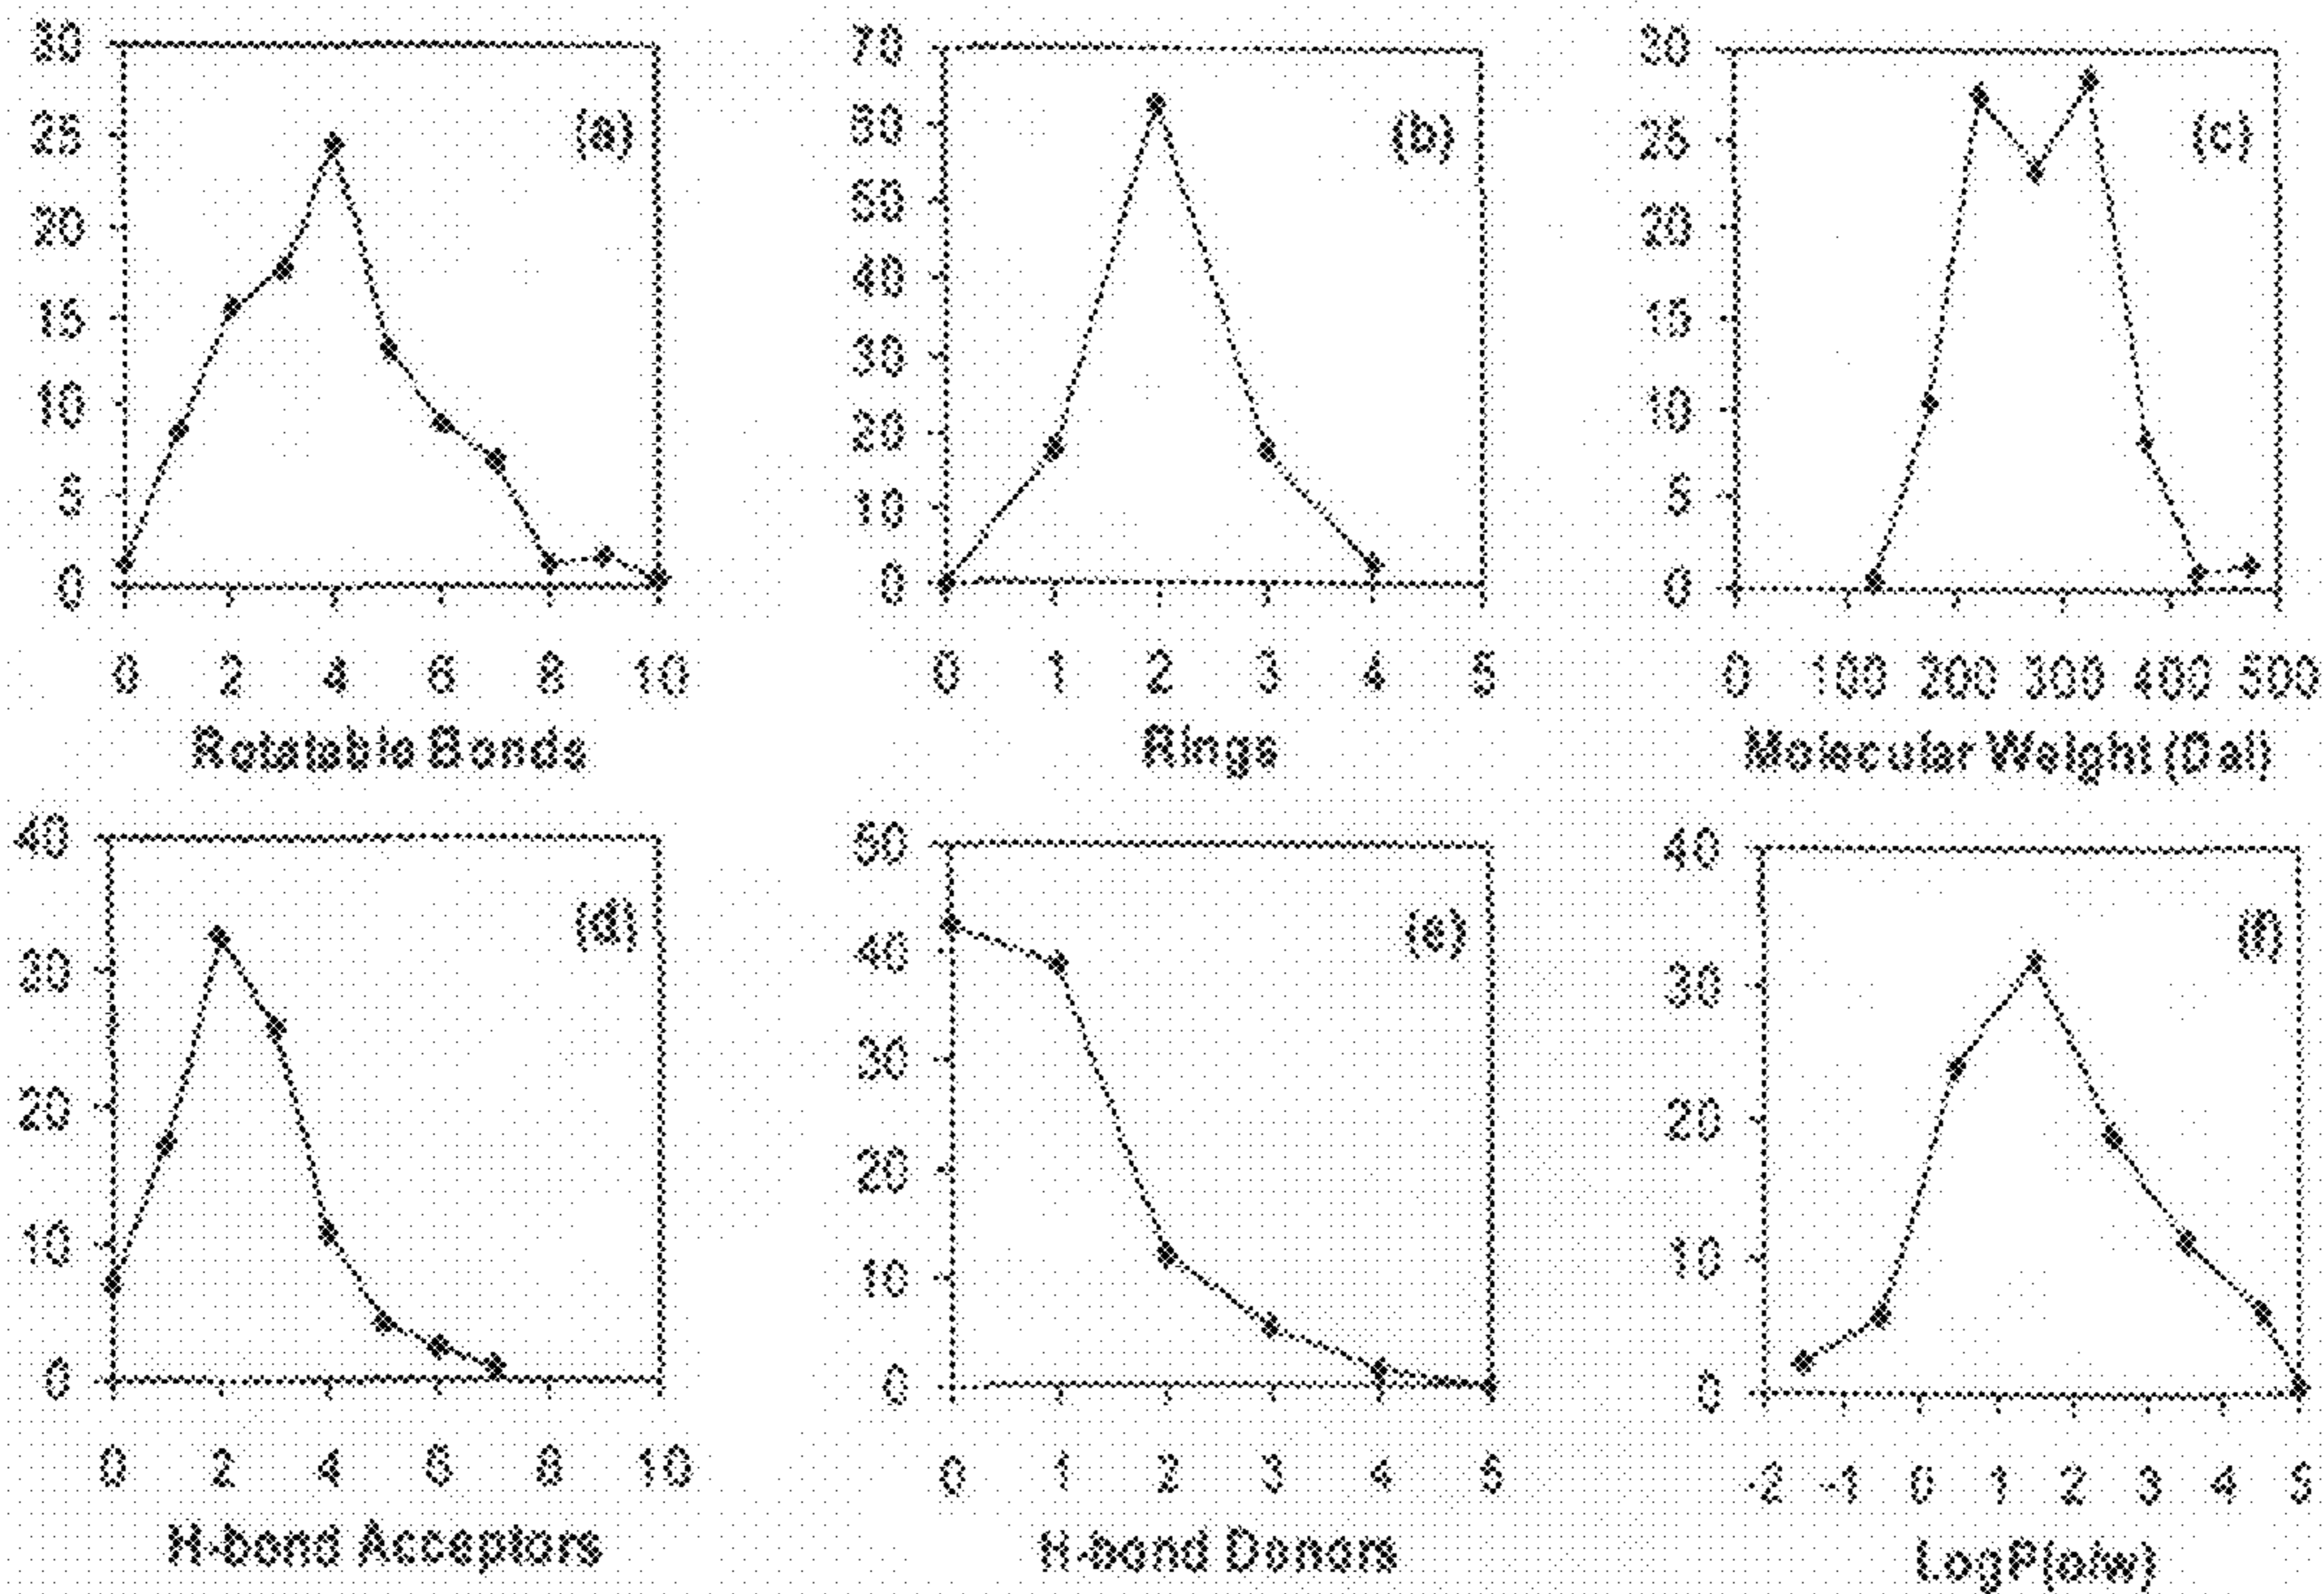 30
25
20
15
10
5
0
(a)
0 2 4 6 8 10
Rotatable Bonds
70
60
50
40
30
20
10
0
(b)
0 1 2 3 4 5
Rings
30
25
20
15
10
5
0
(c)
0 100 200 300 400 500
Molecular Weight (Dal)
40
30
20
10
0
(d)
0 2 4 6 8 10
H-bond Acceptors
50
40
30
20
10
0
(e)
0 1 2 3 4 5
H-bond Donors
40
30
20
10
0
(f)
-2 -1 0 1 2 3 4 5
LogP(o/w)